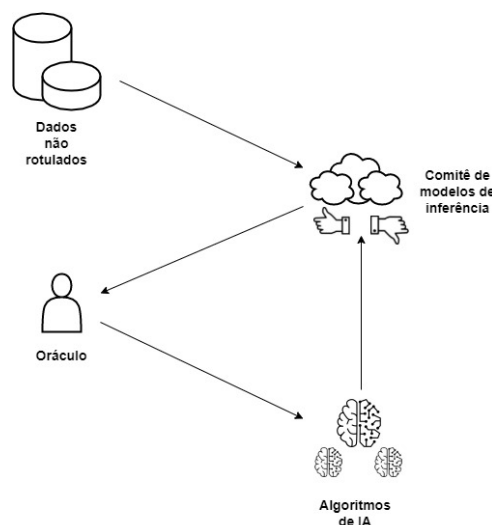 Dados
não
rotulados
Comitê de
modelos de
inferência
Oráculo
Algoritmos
de IA